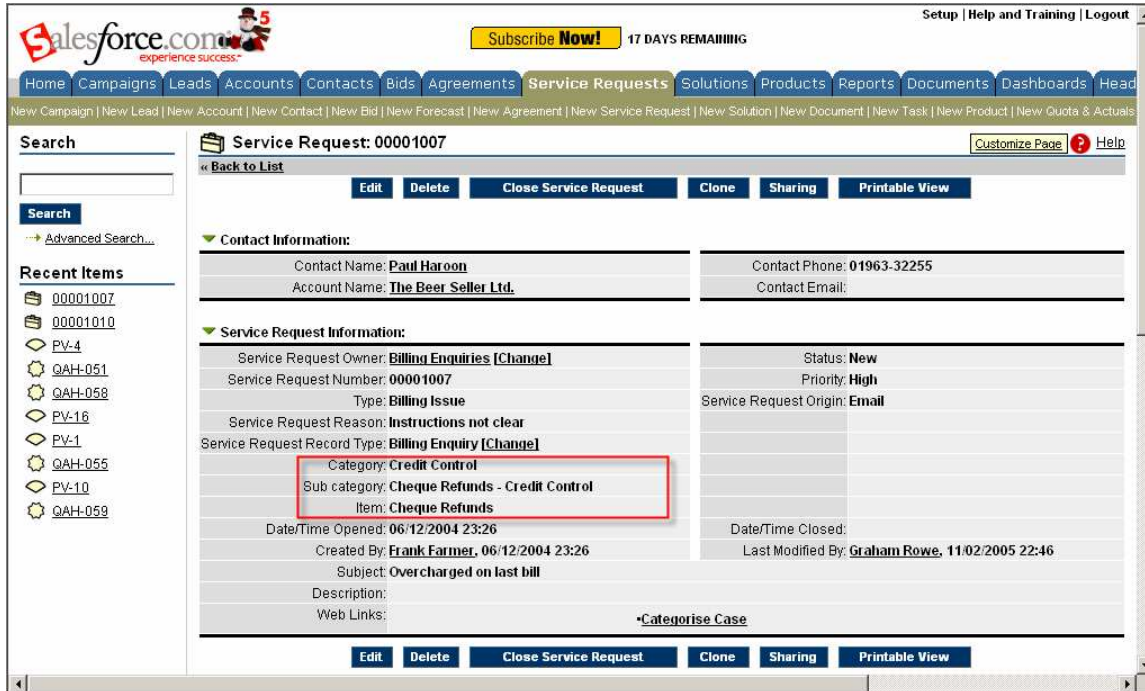 Setup | Help and Training | Logout
salesforce.com
5
experience success.™
Subscribe Now! 17 DAYS REMAINING
Home Campaigns Leads Accounts Contacts Bids Agreements Service Requests Solutions Products Reports Documents Dashboards Head
New Campaign | New Lead | New Account | New Contact | New Bid | New Forecast | New Agreement | New Service Request | New Solution | New Document | New Task | New Product | New Quota & Actuals
Search
Search
Advanced Search...
Recent Items
00001007
00001010
PV-4
QAH-051
QAH-058
PV-16
PV-1
QAH-055
PV-10
QAH-059
Service Request: 00001007
Customize Page ? Help
« Back to List
Edit Delete Close Service Request Clone Sharing Printable View
Contact Information:
Contact Name: Paul Haroon Contact Phone: 01963-32255
Account Name: The Beer Seller Ltd. Contact Email:
Service Request Information:
Service Request Owner: Billing Enquiries [Change] Status: New
Service Request Number: 00001007 Priority: High
Type: Billing Issue Service Request Origin: Email
Service Request Reason: Instructions not clear
Service Request Record Type: Billing Enquiry [Change]
Category: Credit Control
Sub category: Cheque Refunds - Credit Control
Item: Cheque Refunds
Date/Time Opened: 06/12/2004 23:26 Date/Time Closed:
Created By: Frank Farmer, 06/12/2004 23:26 Last Modified By: Graham Rowe, 11/02/2005 22:46
Subject: Overcharged on last bill
Description:
Web Links: •Categorise Case
Edit Delete Close Service Request Clone Sharing Printable View